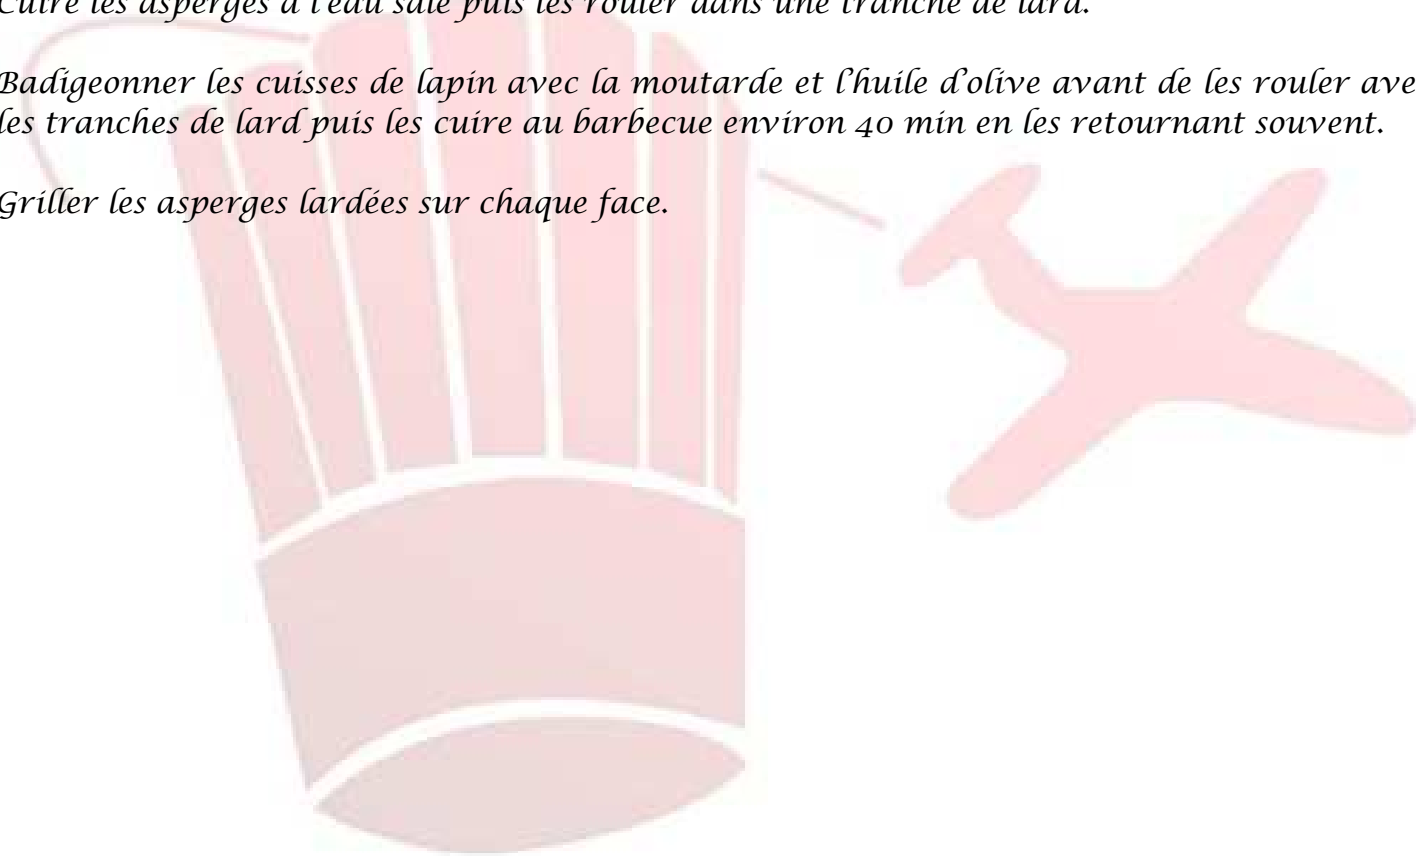 Cuire les asperges à l'eau salé puis les rouler dans une tranche de lard.
Badigeonner les cuisses de lapin avec la moutarde et l'huile d'olive avant de les rouler ave
les tranches de lard puis les cuire au barbecue environ 40 min en les retournant souvent.
Griller les asperges lardées sur chaque face.